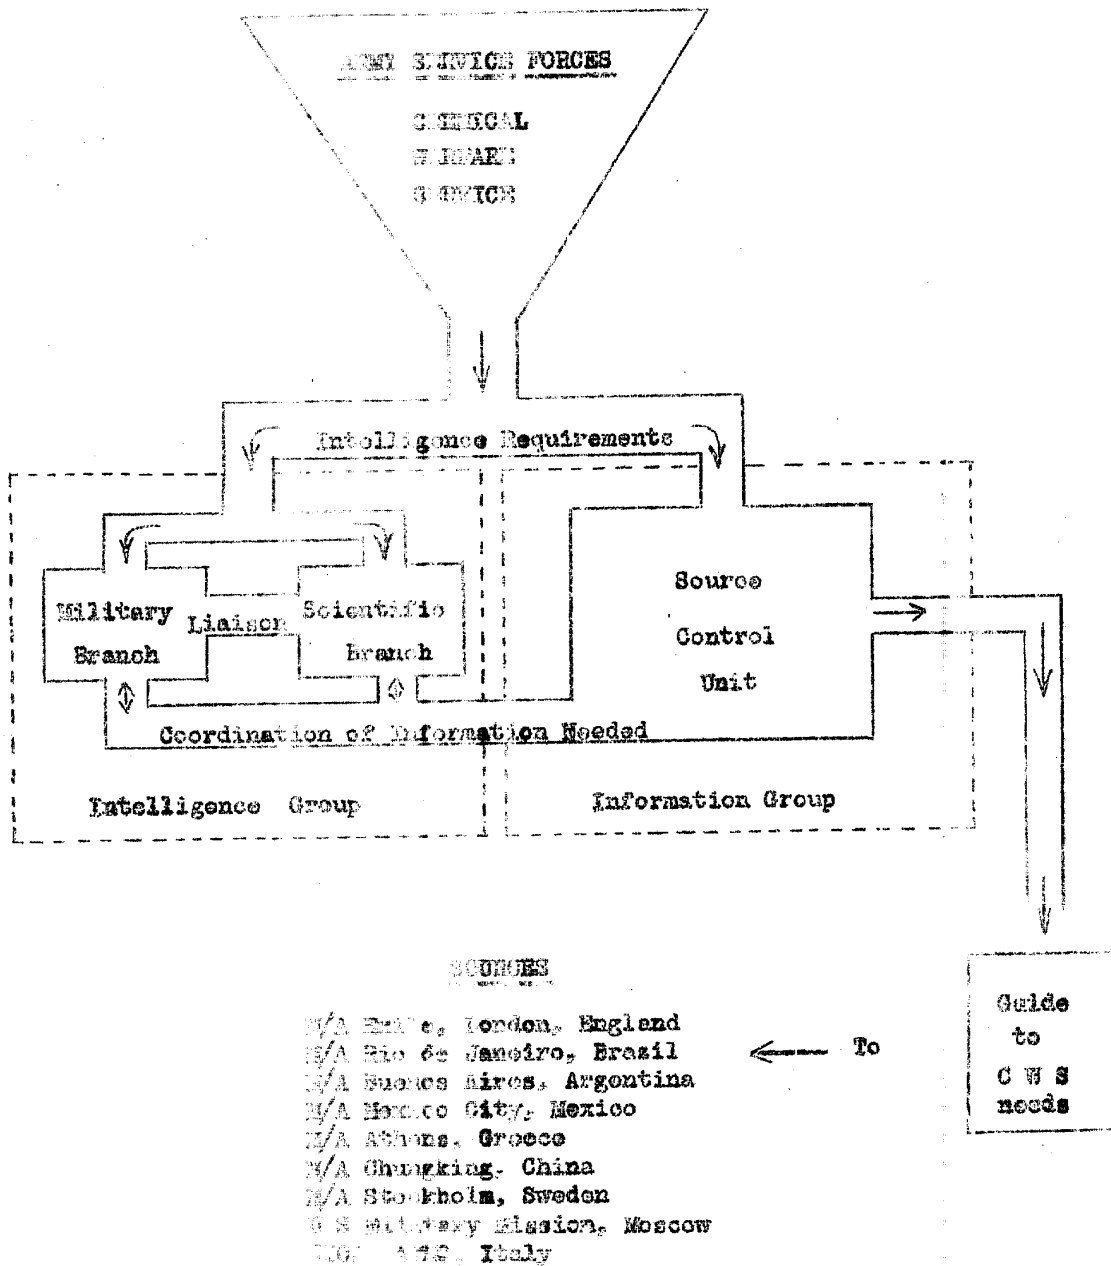 ARMY SERVICE FORCES
CHEMICAL
WARFARE
SERVICE
Intelligence Requirements
Military
Branch
Liaison
Scientific
Branch
Source
Control
Unit
Coordination of Information Needed
Intelligence Group
Information Group
SOURCES
M/A Exile, London, England
M/A Rio de Janeiro, Brazil
M/A Buenos Aires, Argentina
M/A Mexico City, Mexico
M/A Athens, Greece
M/A Chungking, China
M/A Stockholm, Sweden
U S Military Mission, Moscow
Italy
To
Guide
to
C W S
needs